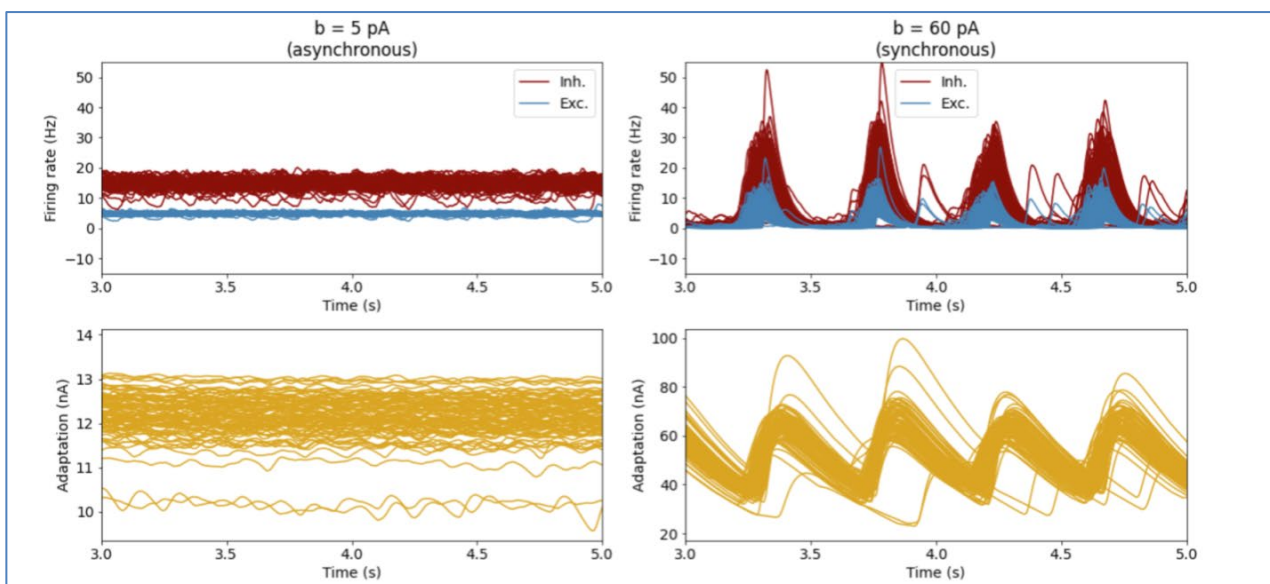 b = 5 pA
(asynchronous)
50
40
30
20
10
0
−10
Firing rate (Hz)
Inh.
Exc.
3.0 3.5 4.0 4.5 5.0
Time (s)
b = 60 pA
(synchronous)
50
40
30
20
10
0
−10
Firing rate (Hz)
Inh.
Exc.
3.0 3.5 4.0 4.5 5.0
Time (s)
14
13
12
11
10
Adaptation (nA)
3.0 3.5 4.0 4.5 5.0
Time (s)
100
80
60
40
20
Adaptation (nA)
3.0 3.5 4.0 4.5 5.0
Time (s)